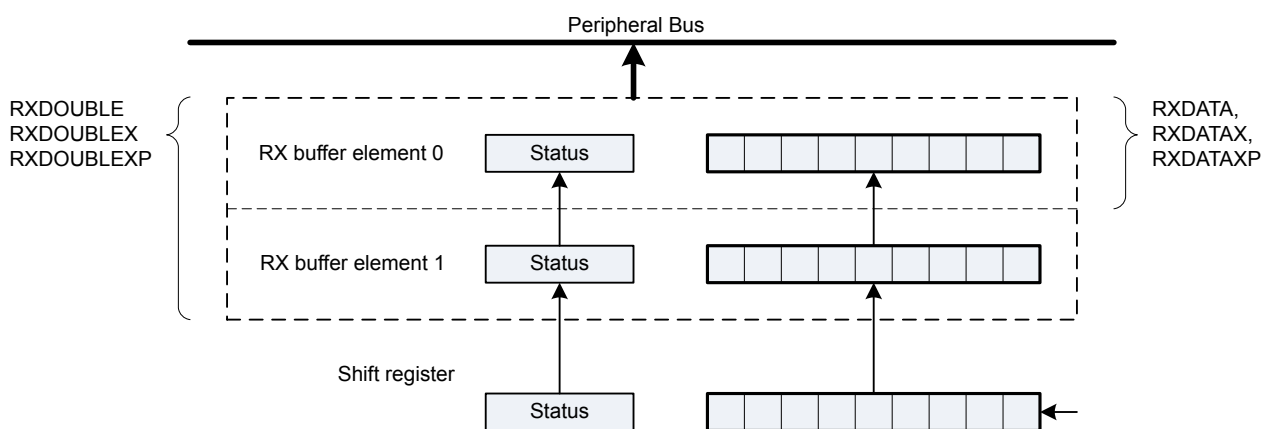 Peripheral Bus
RXDOUBLE
RXDOUBLEX
RXDOUBLEXP
RXDATA,
RXDATAX,
RXDATAXP
RX buffer element 0
Status
RX buffer element 1
Status
Shift register
Status